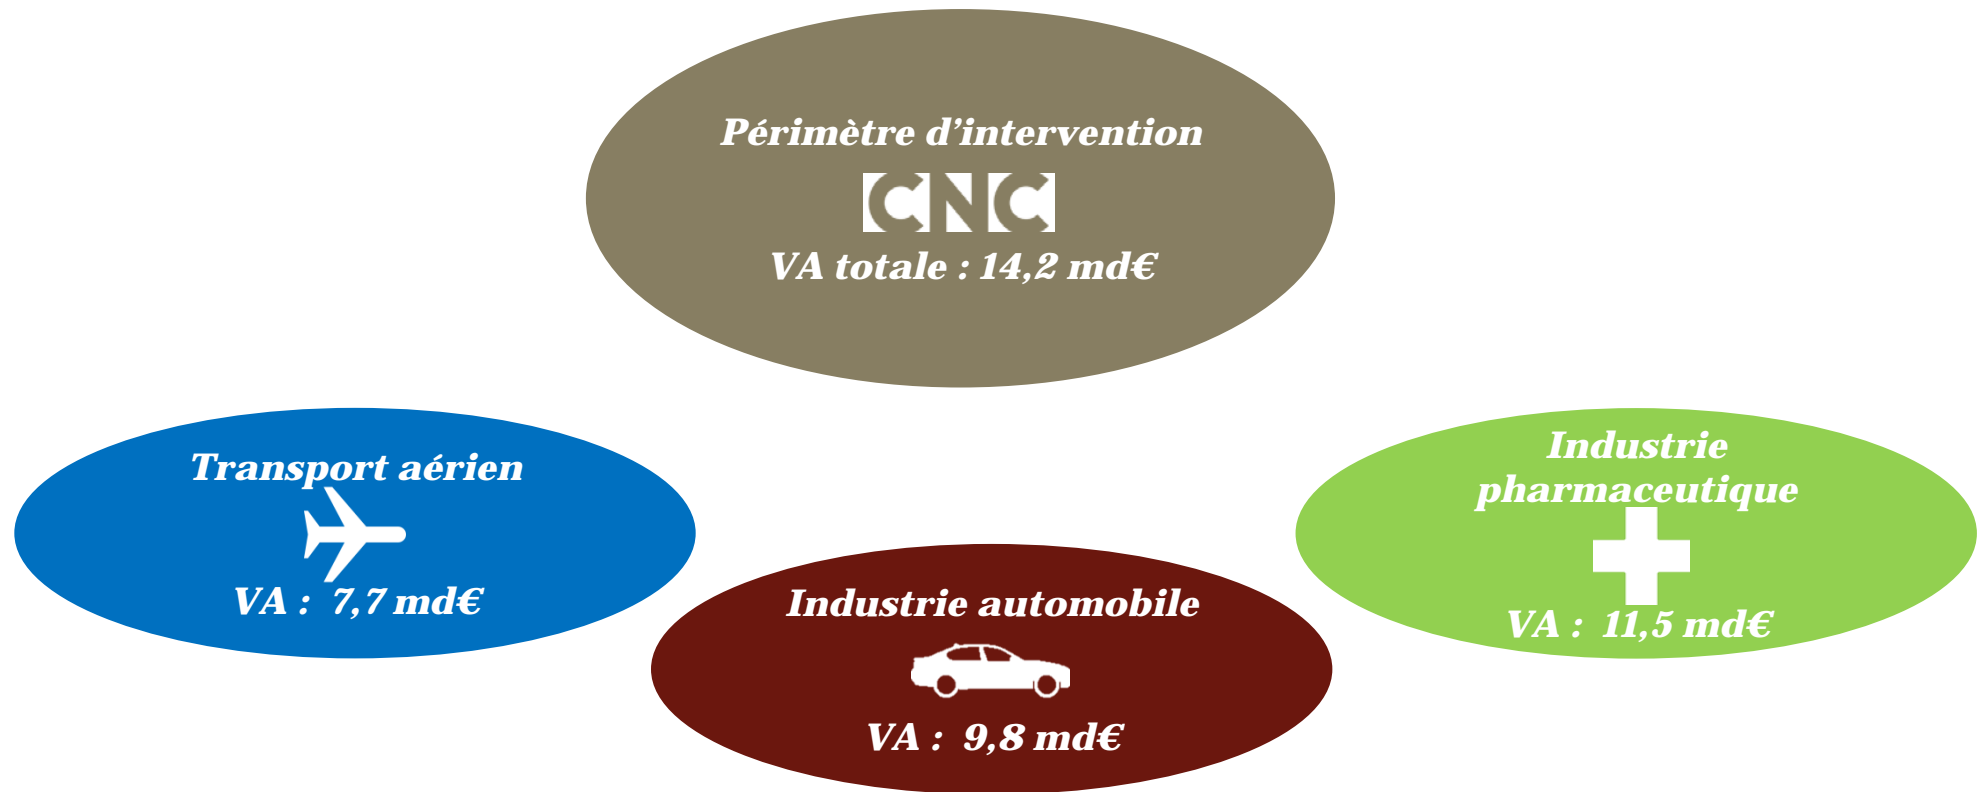 Périmètre d’intervention
CNC
VA totale : 14,2 md€
Transport aérien
VA :  7,7 md€
Industrie automobile
VA :  9,8 md€
Industrie
pharmaceutique
VA :  11,5 md€